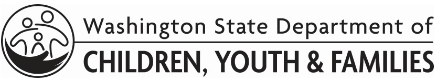 Washington State Department of
CHILDREN, YOUTH & FAMILIES